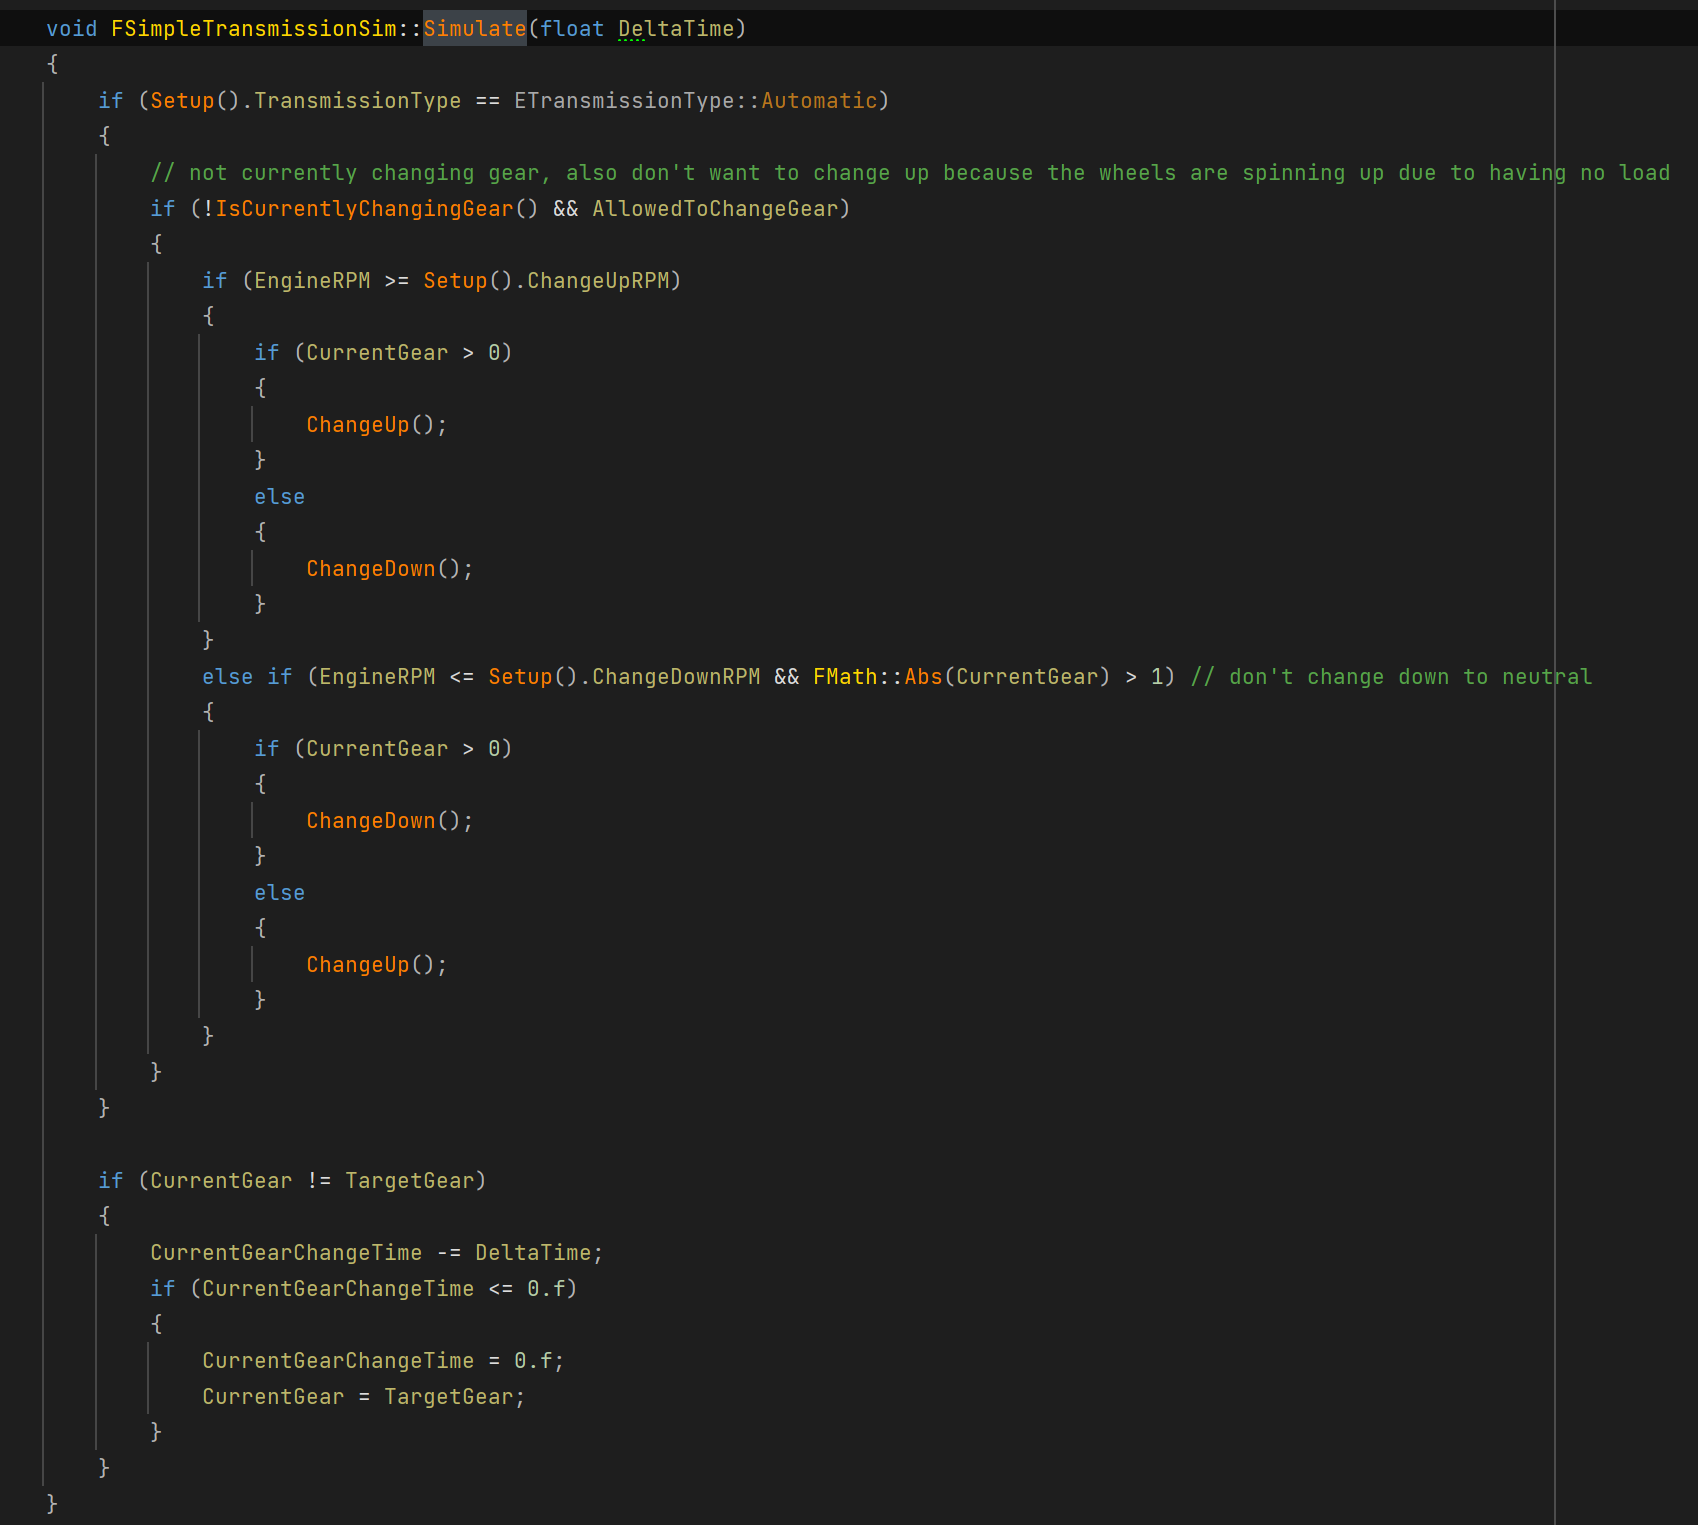 void FSimpleTransmissionSim::Simulate(float DeltaTime)
{
    if (Setup().TransmissionType == ETransmissionType::Automatic)
    {
        // not currently changing gear, also don't want to change up because the wheels are spinning up due to having no load
        if (!IsCurrentlyChangingGear() && AllowedToChangeGear)
        {
            if (EngineRPM >= Setup().ChangeUpRPM)
            {
                if (CurrentGear > 0)
                {
                    ChangeUp();
                }
                else
                {
                    ChangeDown();
                }
            }
            else if (EngineRPM <= Setup().ChangeDownRPM && FMath::Abs(CurrentGear) > 1) // don't change down to neutral
            {
                if (CurrentGear > 0)
                {
                    ChangeDown();
                }
                else
                {
                    ChangeUp();
                }
            }
        }
    }

    if (CurrentGear != TargetGear)
    {
        CurrentGearChangeTime -= DeltaTime;
        if (CurrentGearChangeTime <= 0.f)
        {
            CurrentGearChangeTime = 0.f;
            CurrentGear = TargetGear;
        }
    }
}